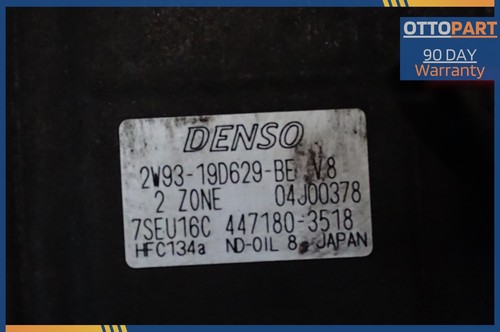 OTTOPART
90 DAY
Warranty
DENSO
2W93-19D629-BE V.8
2 ZONE 04J00378
7SEU16C 447180-3518
HFC134a ND-OIL 8 JAPAN